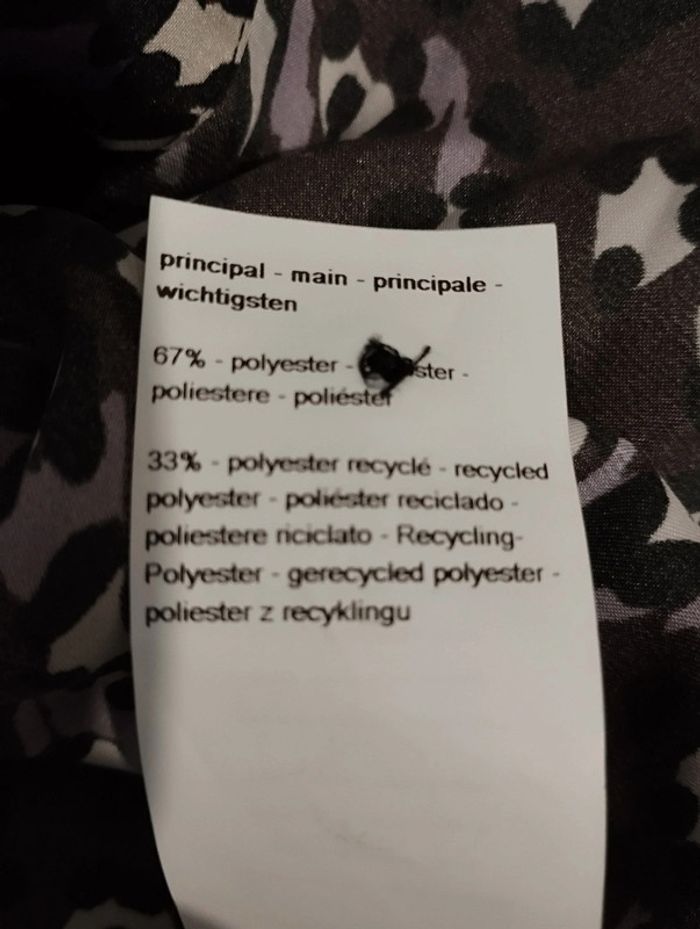 principal - main - principale -
wichtigsten
67% - polyester - ster -
poliestere - poliéster
33% - polyester recyclé - recycled
polyester - poliéster reciclado -
poliestere riciclato - Recycling-
Polyester - gerecycled polyester -
poliester z recyklingu